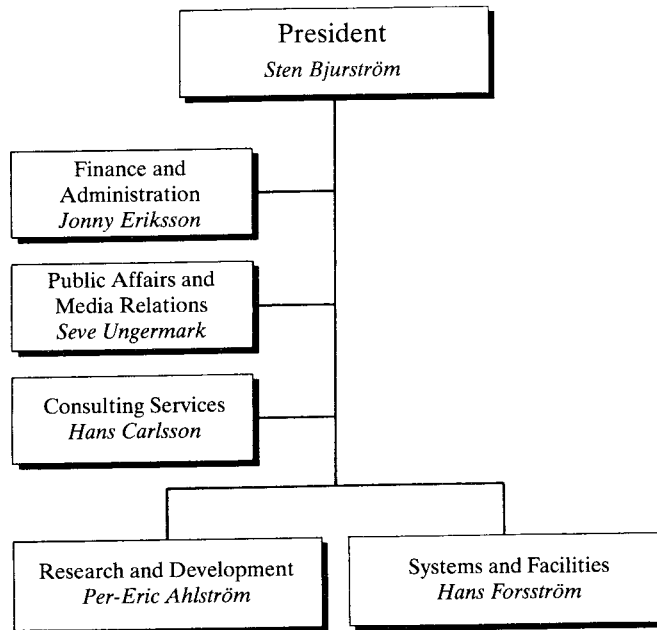 President
Sten Bjurström
Finance and
Administration
Jonny Eriksson
Public Affairs and
Media Relations
Seve Ungermark
Consulting Services
Hans Carlsson
Research and Development
Per-Eric Ahlström
Systems and Facilities
Hans Forsström